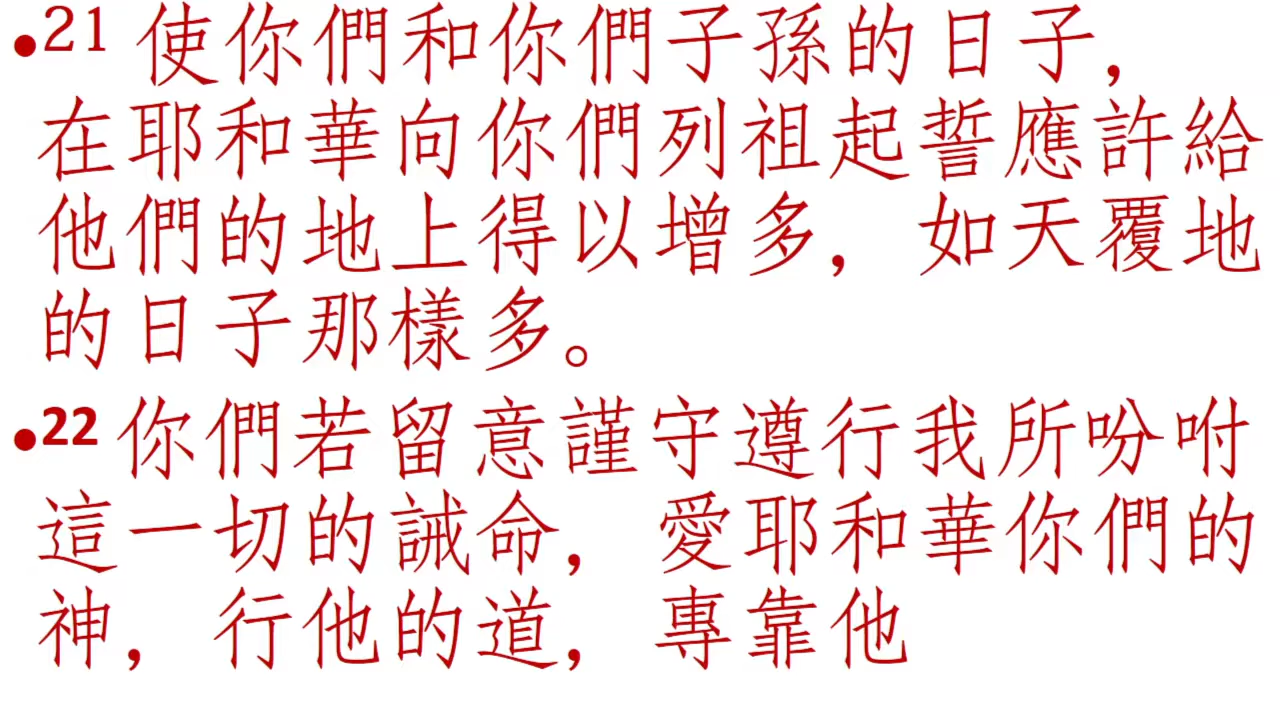 •21 使你們和你們子孫的日子，
在耶和華向你們列祖起誓應許給
他們的地上得以增多，如天覆地
的日子那樣多。
•22 你們若留意謹守遵行我所吩咐
這一切的誡命，愛耶和華你們的
神，行他的道，專靠他